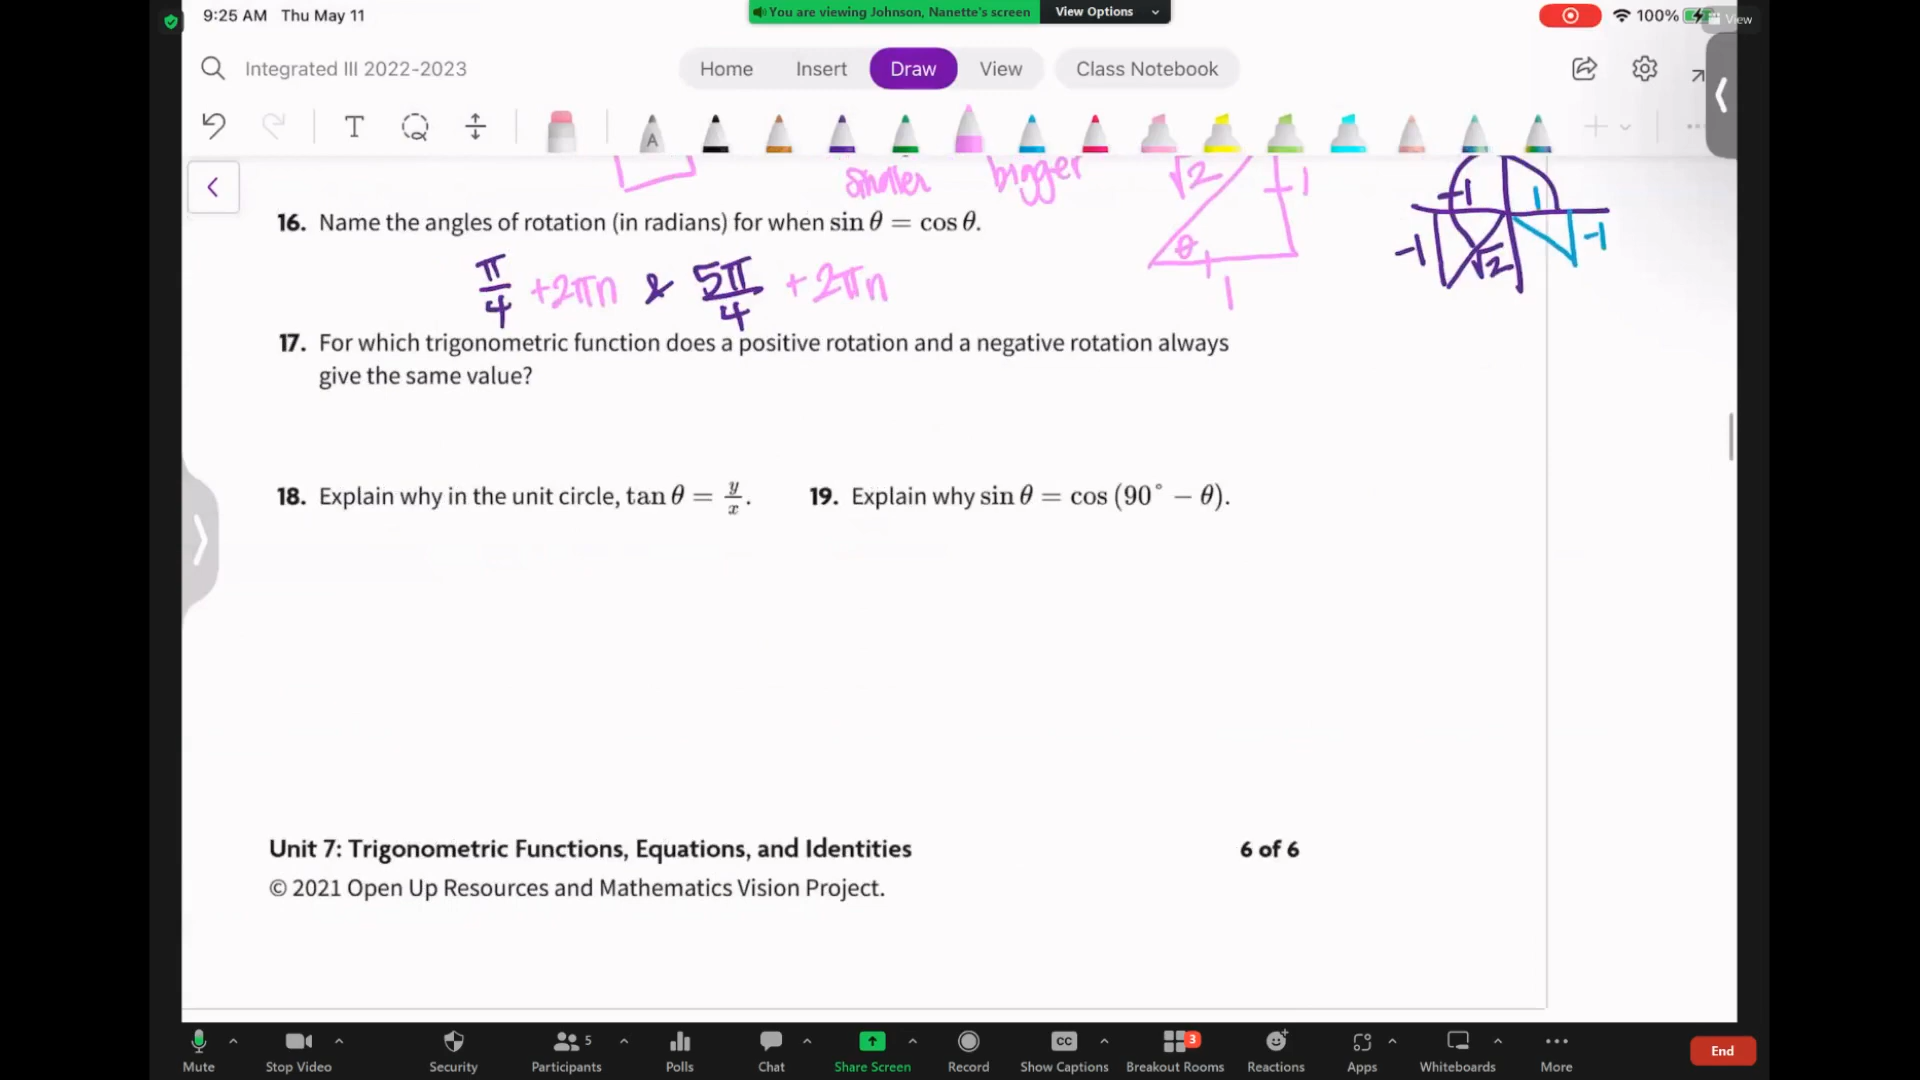 9:25 AM Thu May 11
You are viewing Johnson, Nanette's screen View Options
100%
View
Integrated III 2022-2023
Home Insert Draw View Class Notebook
T
A
smaller bigger
√2 1
θ
1
-1 1
-1 √2 -1
16. Name the angles of rotation (in radians) for when sin θ = cos θ.
π/4 + 2πn & 5π/4 + 2πn
17. For which trigonometric function does a positive rotation and a negative rotation always
give the same value?
18. Explain why in the unit circle, tan θ = y/x.
19. Explain why sin θ = cos (90° − θ).
Unit 7: Trigonometric Functions, Equations, and Identities 6 of 6
© 2021 Open Up Resources and Mathematics Vision Project.
5
CC
3
Mute Stop Video Security Participants Polls Chat Share Screen Record Show Captions Breakout Rooms Reactions Apps Whiteboards More End